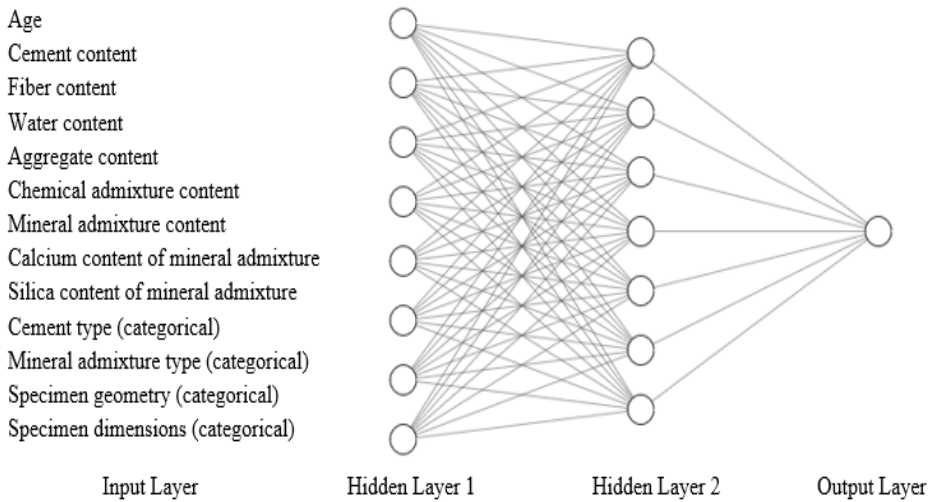 Age
Cement content
Fiber content
Water content
Aggregate content
Chemical admixture content
Mineral admixture content
Calcium content of mineral admixture
Silica content of mineral admixture
Cement type (categorical)
Mineral admixture type (categorical)
Specimen geometry (categorical)
Specimen dimensions (categorical)
Input Layer
Hidden Layer 1
Hidden Layer 2
Output Layer